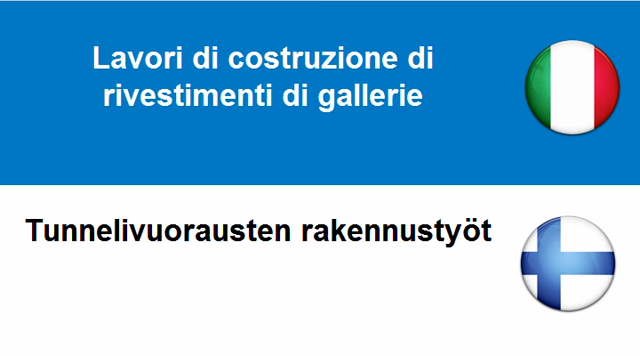 Lavori di costruzione di
rivestimenti di gallerie
Tunnelivuorausten rakennustyöt